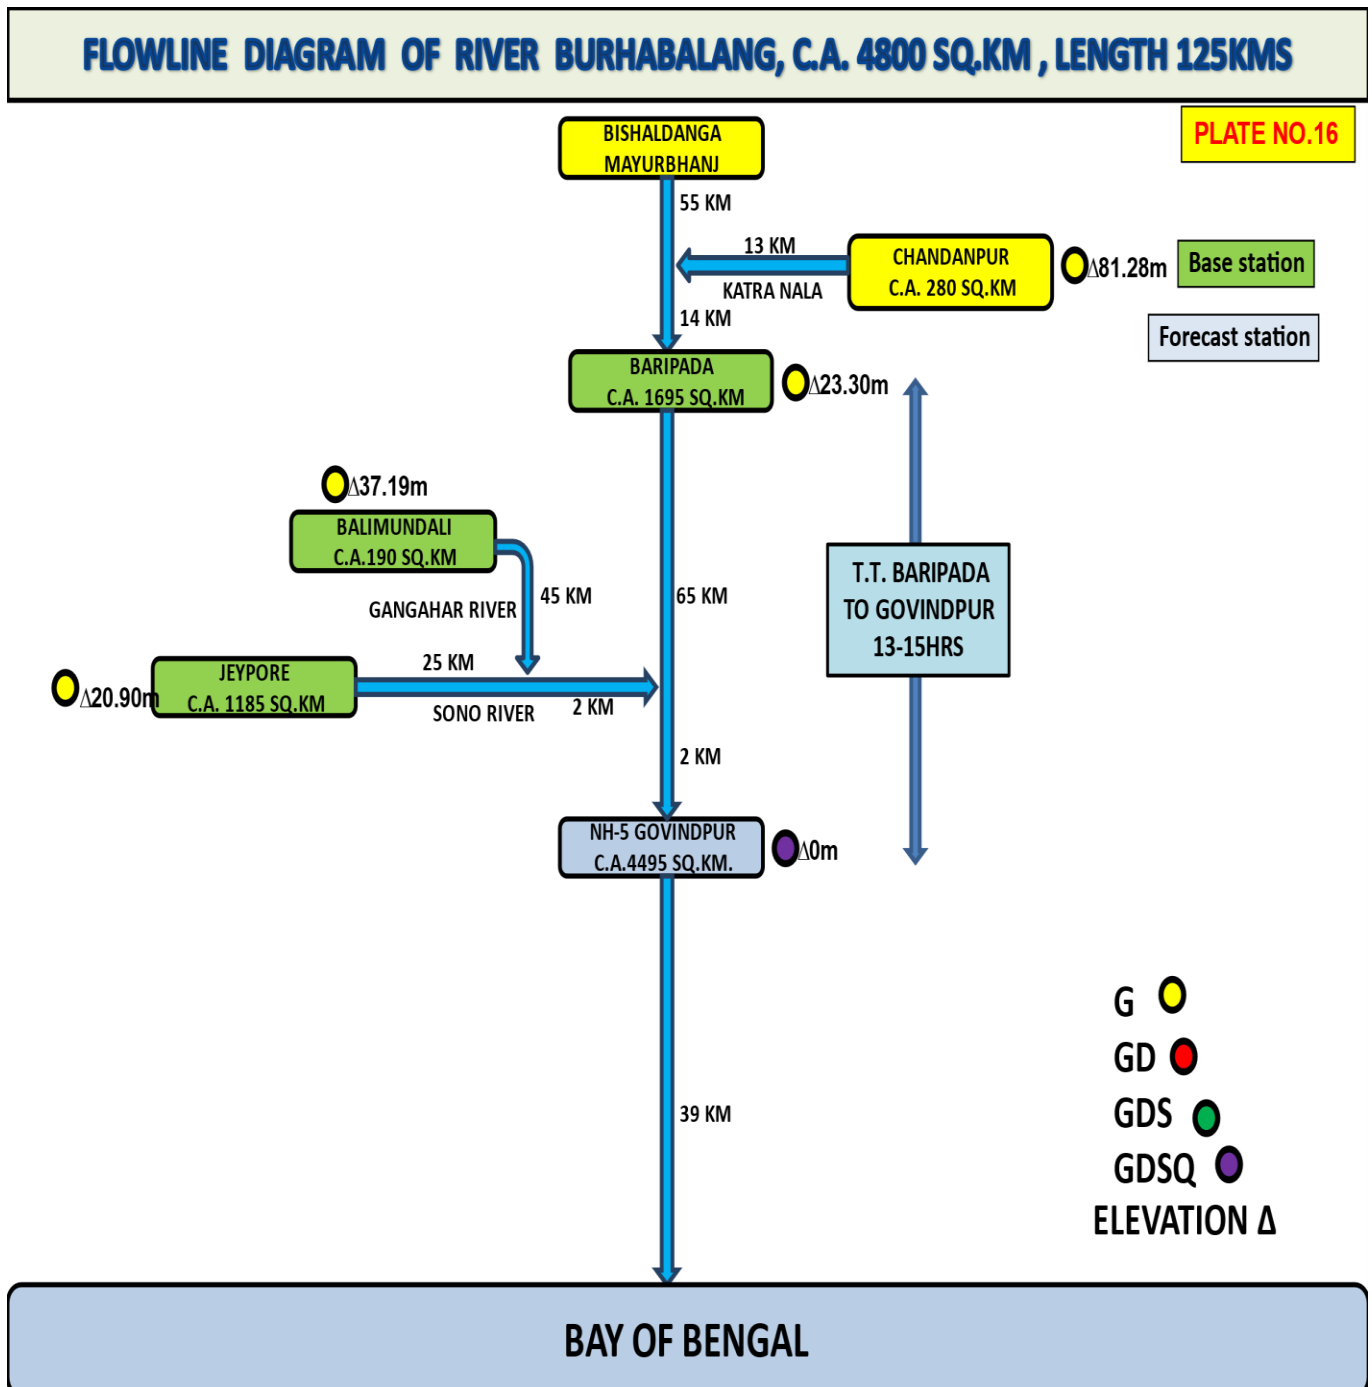 FLOWLINE DIAGRAM OF RIVER BURHABALANG, C.A. 4800 SQ.KM , LENGTH 125KMS
PLATE NO.16
BISHALDANGA
MAYURBHANJ
55 KM
13 KM
KATRA NALA
CHANDANPUR
C.A. 280 SQ.KM
Δ81.28m
Base station
Forecast station
14 KM
BARIPADA
C.A. 1695 SQ.KM
Δ23.30m
Δ37.19m
BALIMUNDALI
C.A.190 SQ.KM
45 KM
GANGAHAR RIVER
65 KM
T.T. BARIPADA
TO GOVINDPUR
13-15HRS
Δ20.90m
JEYPORE
C.A. 1185 SQ.KM
25 KM
SONO RIVER
2 KM
2 KM
NH-5 GOVINDPUR
C.A.4495 SQ.KM.
Δ0m
39 KM
G
GD
GDS
GDSQ
ELEVATION Δ
BAY OF BENGAL